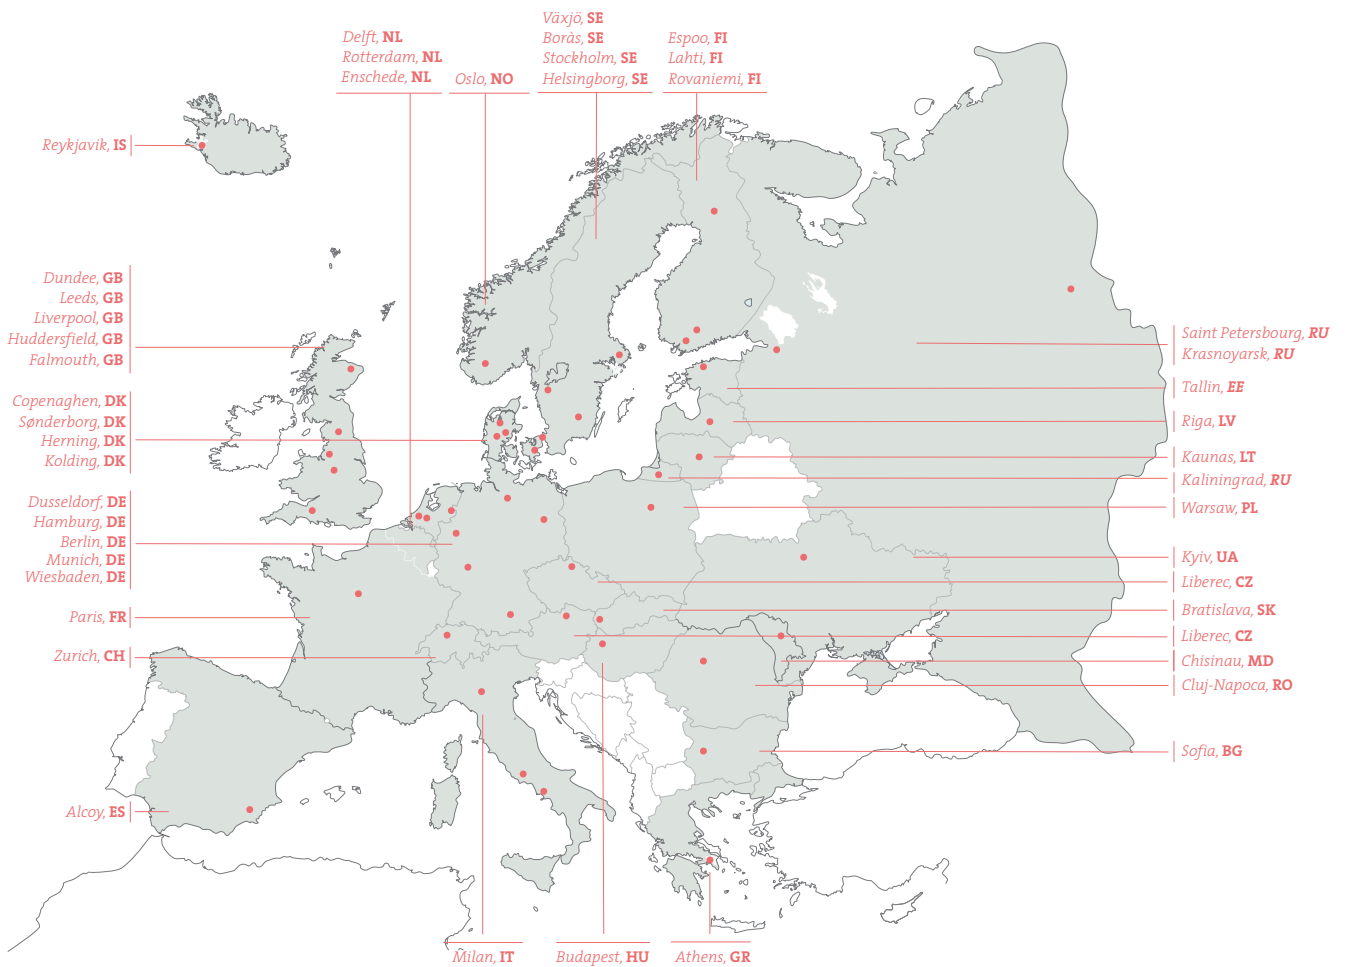 Växjö, SE
Boràs, SE
Stockholm, SE
Helsingborg, SE
Delft, NL
Rotterdam, NL
Enschede, NL
Oslo, NO
Espoo, FI
Lahti, FI
Rovaniemi, FI
Reykjavik, IS
Dundee, GB
Leeds, GB
Liverpool, GB
Huddersfield, GB
Falmouth, GB
Copenaghen, DK
Sønderborg, DK
Herning, DK
Kolding, DK
Dusseldorf, DE
Hamburg, DE
Berlin, DE
Munich, DE
Wiesbaden, DE
Paris, FR
Zurich, CH
Alcoy, ES
Saint Petersbourg, RU
Krasnoyarsk, RU
Tallin, EE
Riga, LV
Kaunas, LT
Kaliningrad, RU
Warsaw, PL
Kyiv, UA
Liberec, CZ
Bratislava, SK
Liberec, CZ
Chisinau, MD
Cluj-Napoca, RO
Sofia, BG
Milan, IT
Budapest, HU
Athens, GR